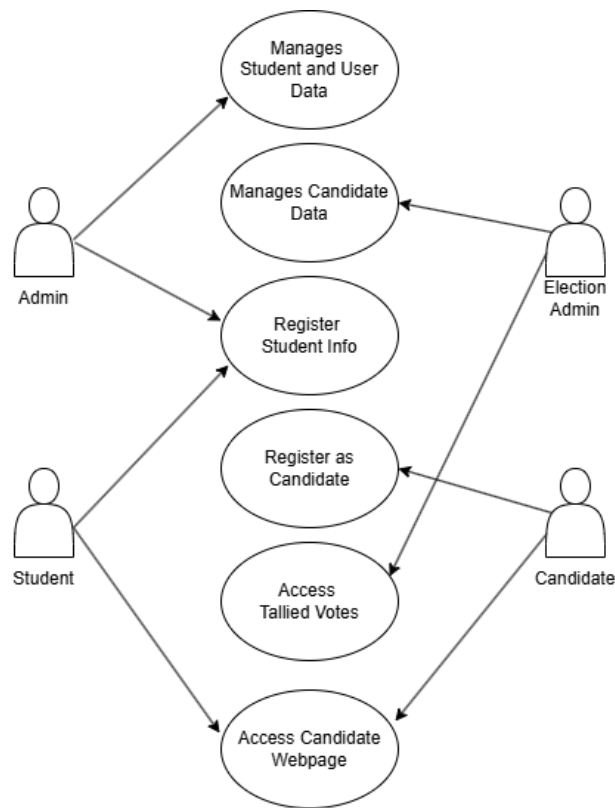 Manages
Student and User
Data
Manages Candidate
Data
Admin
Election
Admin
Register
Student Info
Register as
Candidate
Student
Candidate
Access
Tallied Votes
Access Candidate
Webpage